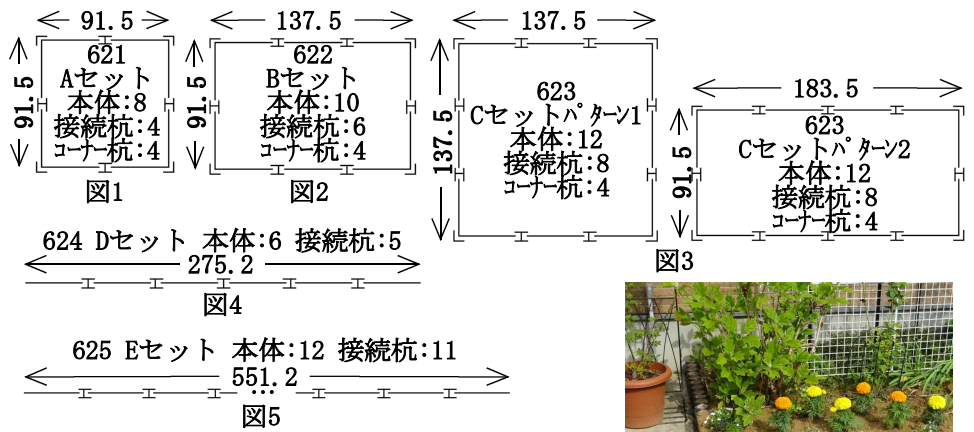 91.5
91.5
621
Aセット
本体:8
接続杭:4
コーナー杭:4
図1
137.5
91.5
622
Bセット
本体:10
接続杭:6
コーナー杭:4
図2
137.5
137.5
623
Cセットパターン1
本体:12
接続杭:8
コーナー杭:4
183.5
91.5
623
Cセットパターン2
本体:12
接続杭:8
コーナー杭:4
図3
624 Dセット 本体:6 接続杭:5
275.2
図4
625 Eセット 本体:12 接続杭:11
551.2
...
図5